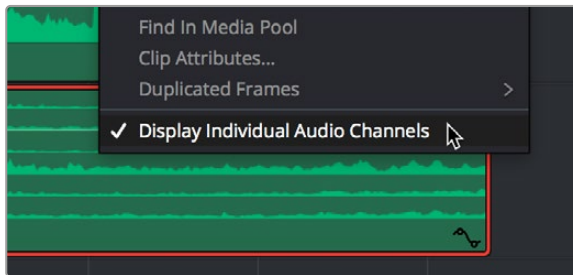 Find In Media Pool
Clip Attributes...
Duplicated Frames
Display Individual Audio Channels